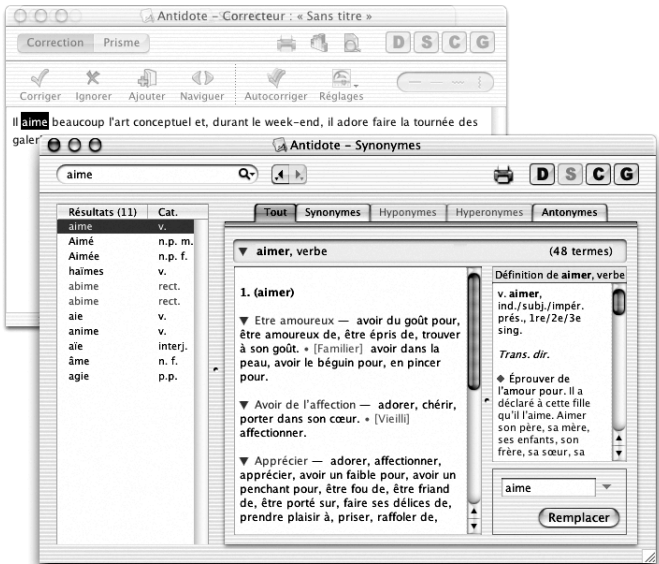 Antidote – Correcteur : « Sans titre »
Correction Prisme
D S C G
Corriger Ignorer Ajouter Naviguer Autocorriger Réglages
Il aime beaucoup l'art conceptuel et, durant le week-end, il adore faire la tournée des
Antidote – Synonymes
aime
D S C G
Résultats (11) Cat.
aime v.
Aimé n.p. m.
Aimée n.p. f.
haïmes v.
abime rect.
abime rect.
aie v.
anime v.
aïe interj.
âme n. f.
agie p.p.
Tout Synonymes Hyponymes Hyperonymes Antonymes
▼ aimer, verbe (48 termes)
1. (aimer)
▼ Etre amoureux — avoir du goût pour,
être amoureux de, être épris de, trouver
à son goût. • [Familier] avoir dans la
peau, avoir le béguin pour, en pincer
pour.
▼ Avoir de l'affection — adorer, chérir,
porter dans son cœur. • [Vieilli]
affectionner.
▼ Apprécier — adorer, affectionner,
apprécier, avoir un faible pour, avoir un
penchant pour, être fou de, être friand
de, être porté sur, faire ses délices de,
prendre plaisir à, priser, raffoler de,
Définition de aimer, verbe
v. aimer,
ind./subj./impér.
prés., 1re/2e/3e
sing.
Trans. dir.
◆ Éprouver de
l'amour pour. Il a
déclaré à cette fille
qu'il l'aime. Aimer
son père, sa mère,
ses enfants, son
frère, sa sœur, sa
aime
Remplacer